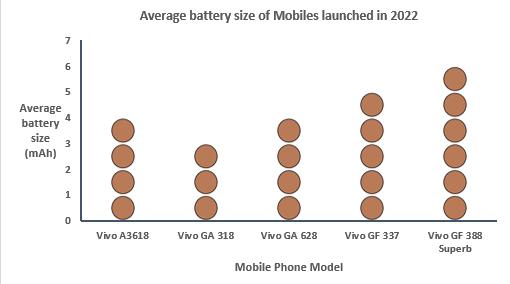 Average battery size of Mobiles launched in 2022
7
6
5
4
3
2
1
0
Average
battery
size
(mAh)
Vivo A3618
Vivo GA 318
Vivo GA 628
Vivo GF 337
Vivo GF 388
Superb
Mobile Phone Model